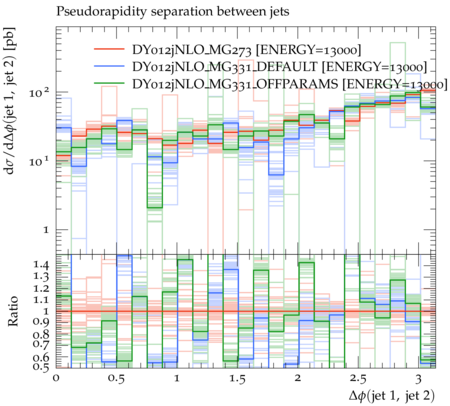 Pseudorapidity separation between jets
dσ/dΔϕ(jet 1, jet 2) [pb]
DY012jNLO_MG273 [ENERGY=13000]
DY012jNLO_MG331_DEFAULT [ENERGY=13000]
DY012jNLO_MG331_OFFPARAMS [ENERGY=13000]
10²
10¹
1
Ratio
1.4
1.3
1.2
1.1
1
0.9
0.8
0.7
0.6
0.5
0 0.5 1 1.5 2 2.5 3
Δϕ(jet 1, jet 2)